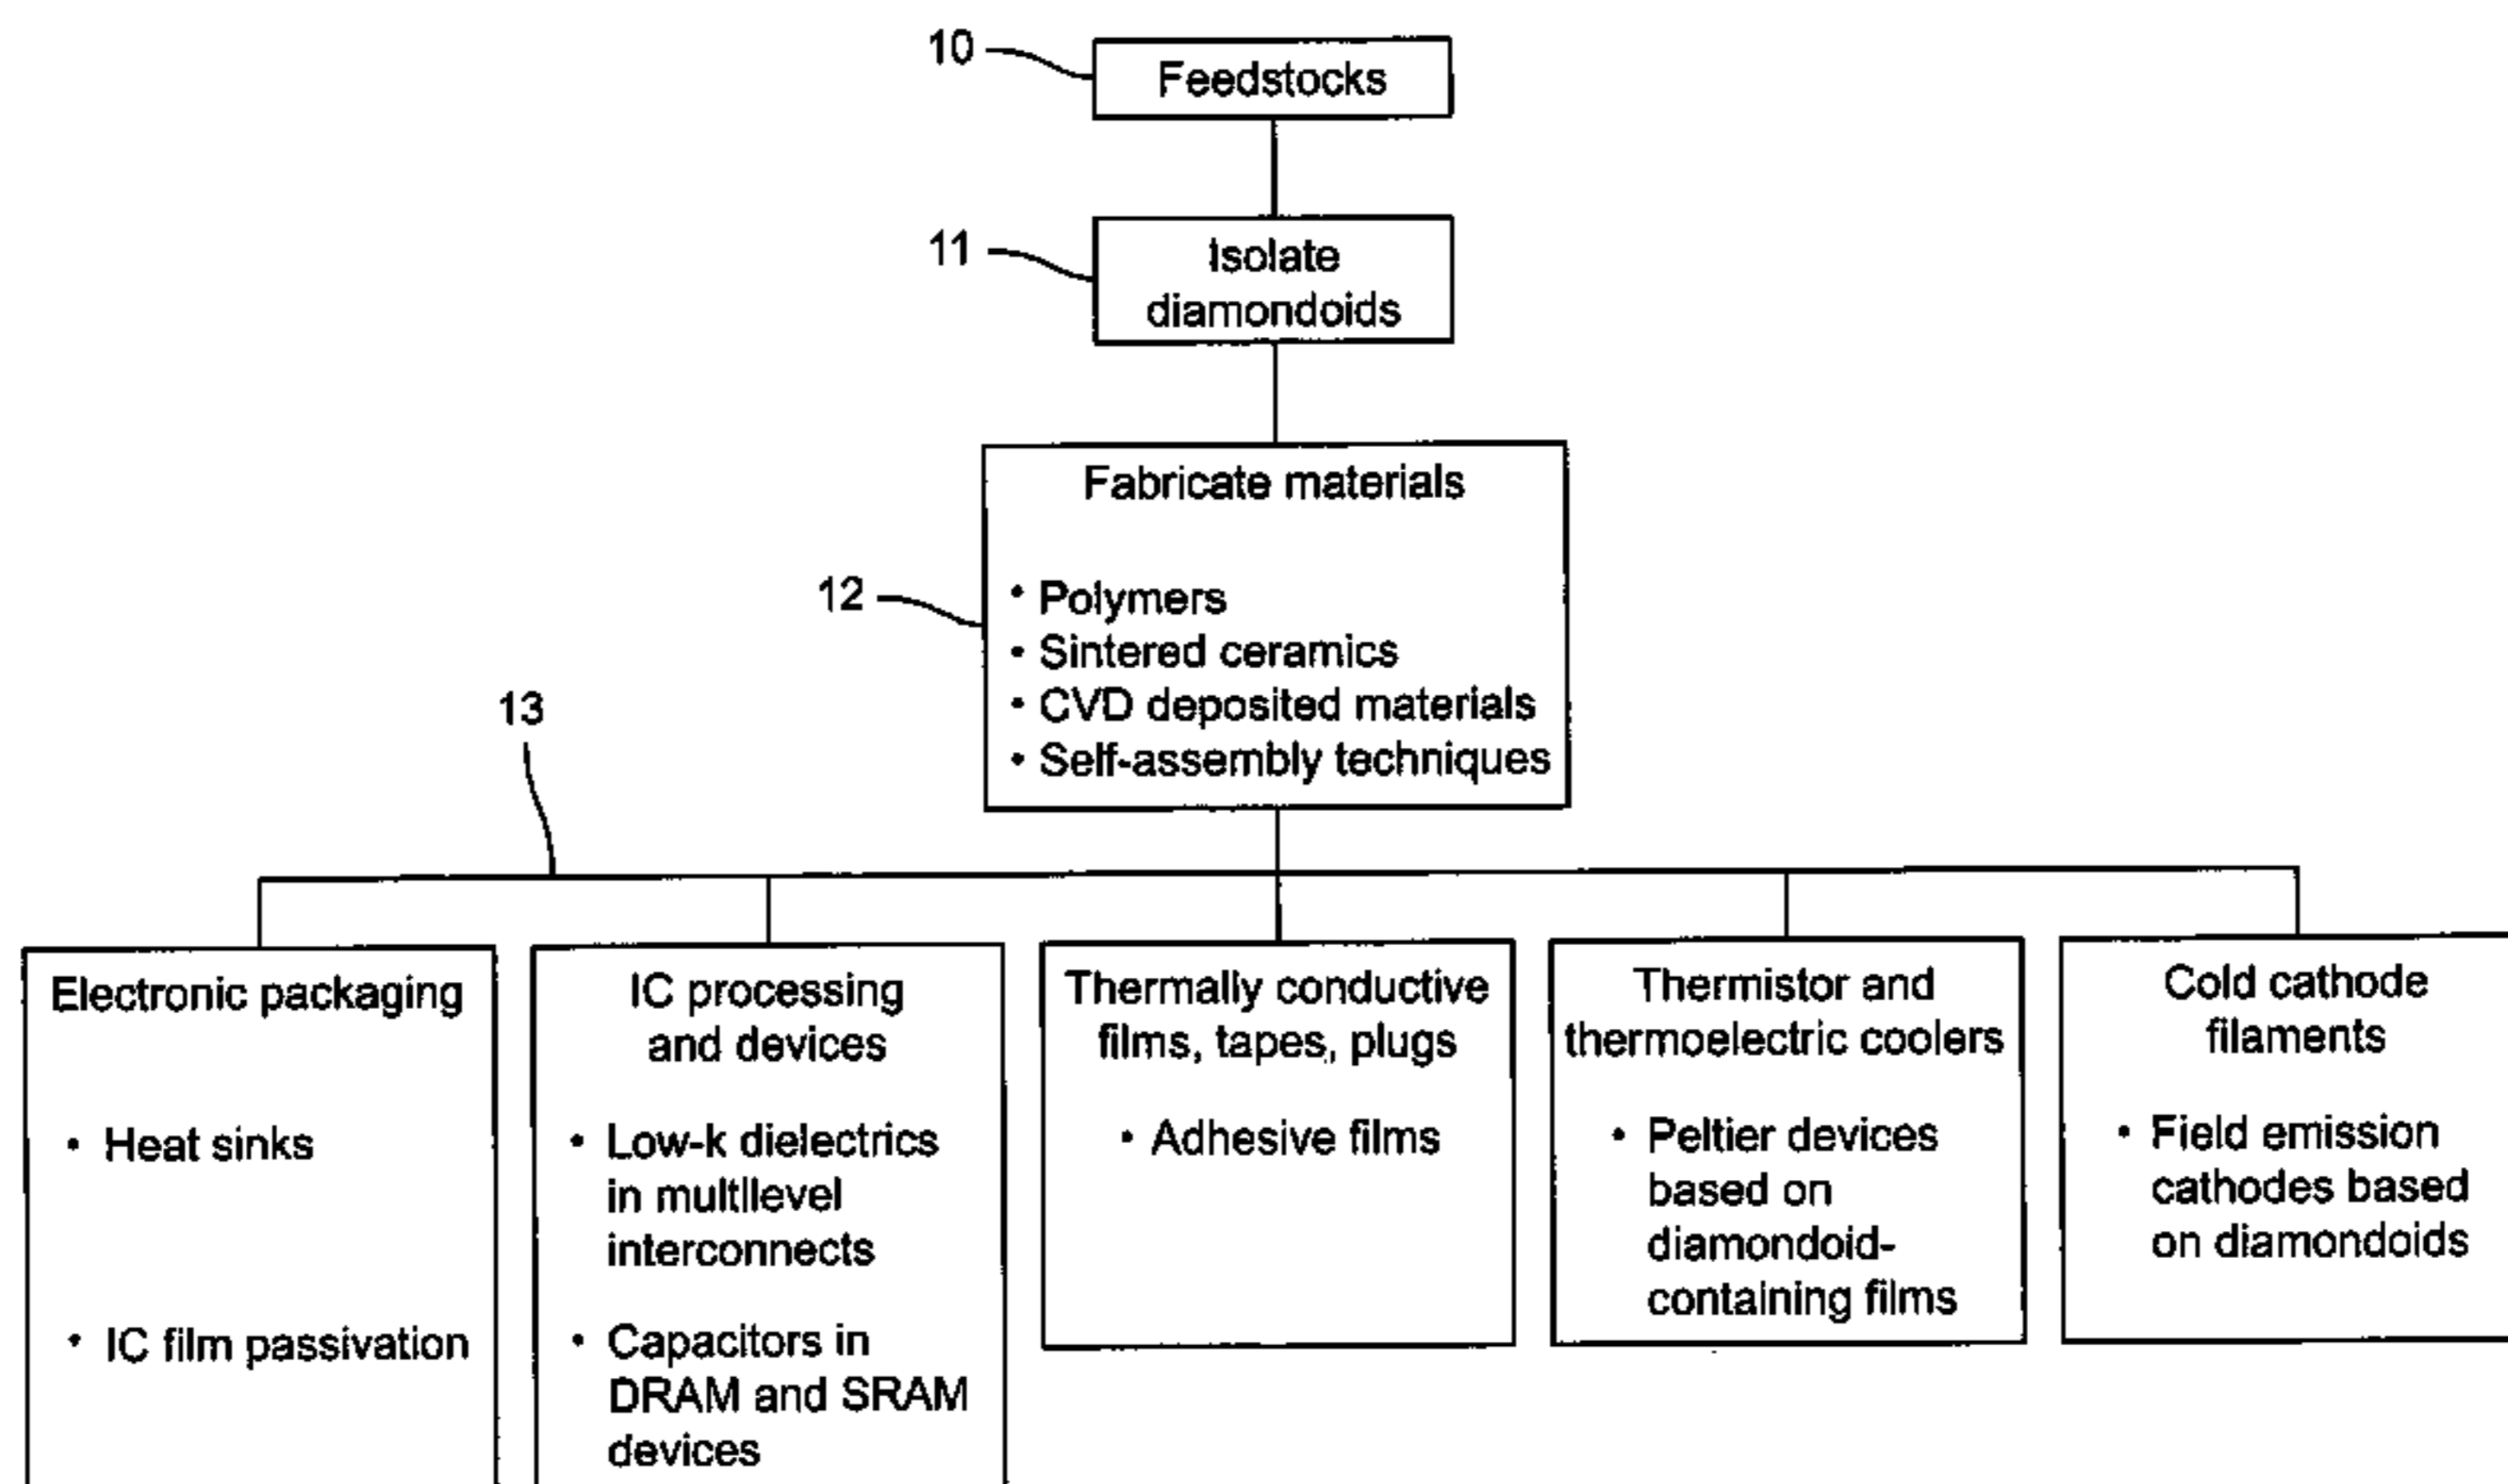 10
Feedstocks
11
Isolate
diamondoids
Fabricate materials
12
• Polymers
• Sintered ceramics
• CVD deposited materials
• Self-assembly techniques
13
Electronic packaging
• Heat sinks
• IC film passivation
IC processing
and devices
• Low-k dielectrics
in multilevel
interconnects
• Capacitors in
DRAM and SRAM
devices
Thermally conductive
films, tapes, plugs
• Adhesive films
Thermistor and
thermoelectric coolers
• Peltier devices
based on
diamondoid-
containing films
Cold cathode
filaments
• Field emission
cathodes based
on diamondoids